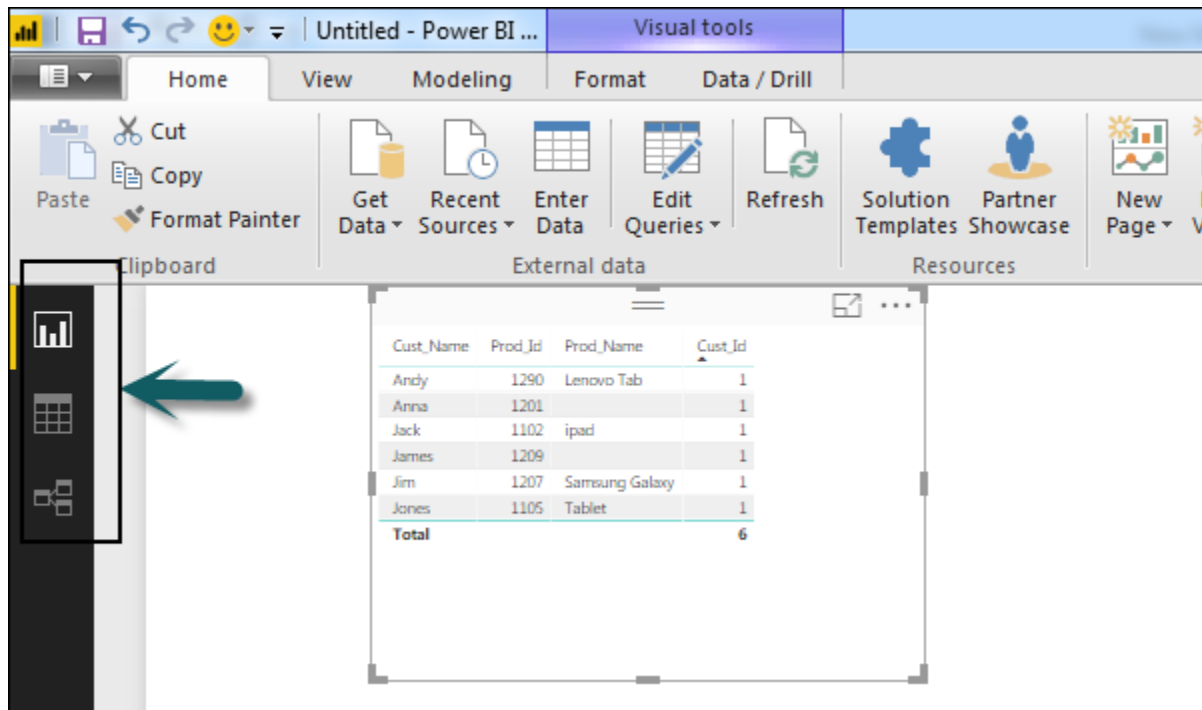 Untitled - Power BI ... Visual tools
Home View Modeling Format Data / Drill
Paste
Cut
Copy
Format Painter
Get Data
Recent Sources
Enter Data
Edit Queries
Refresh
Solution Templates
Partner Showcase
New Page
Clipboard External data Resources
Cust_Name Prod_Id Prod_Name Cust_Id
Andy 1290 Lenovo Tab 1
Anna 1201 1
Jack 1102 ipad 1
James 1209 1
Jim 1207 Samsung Galaxy 1
Jones 1105 Tablet 1
Total 6